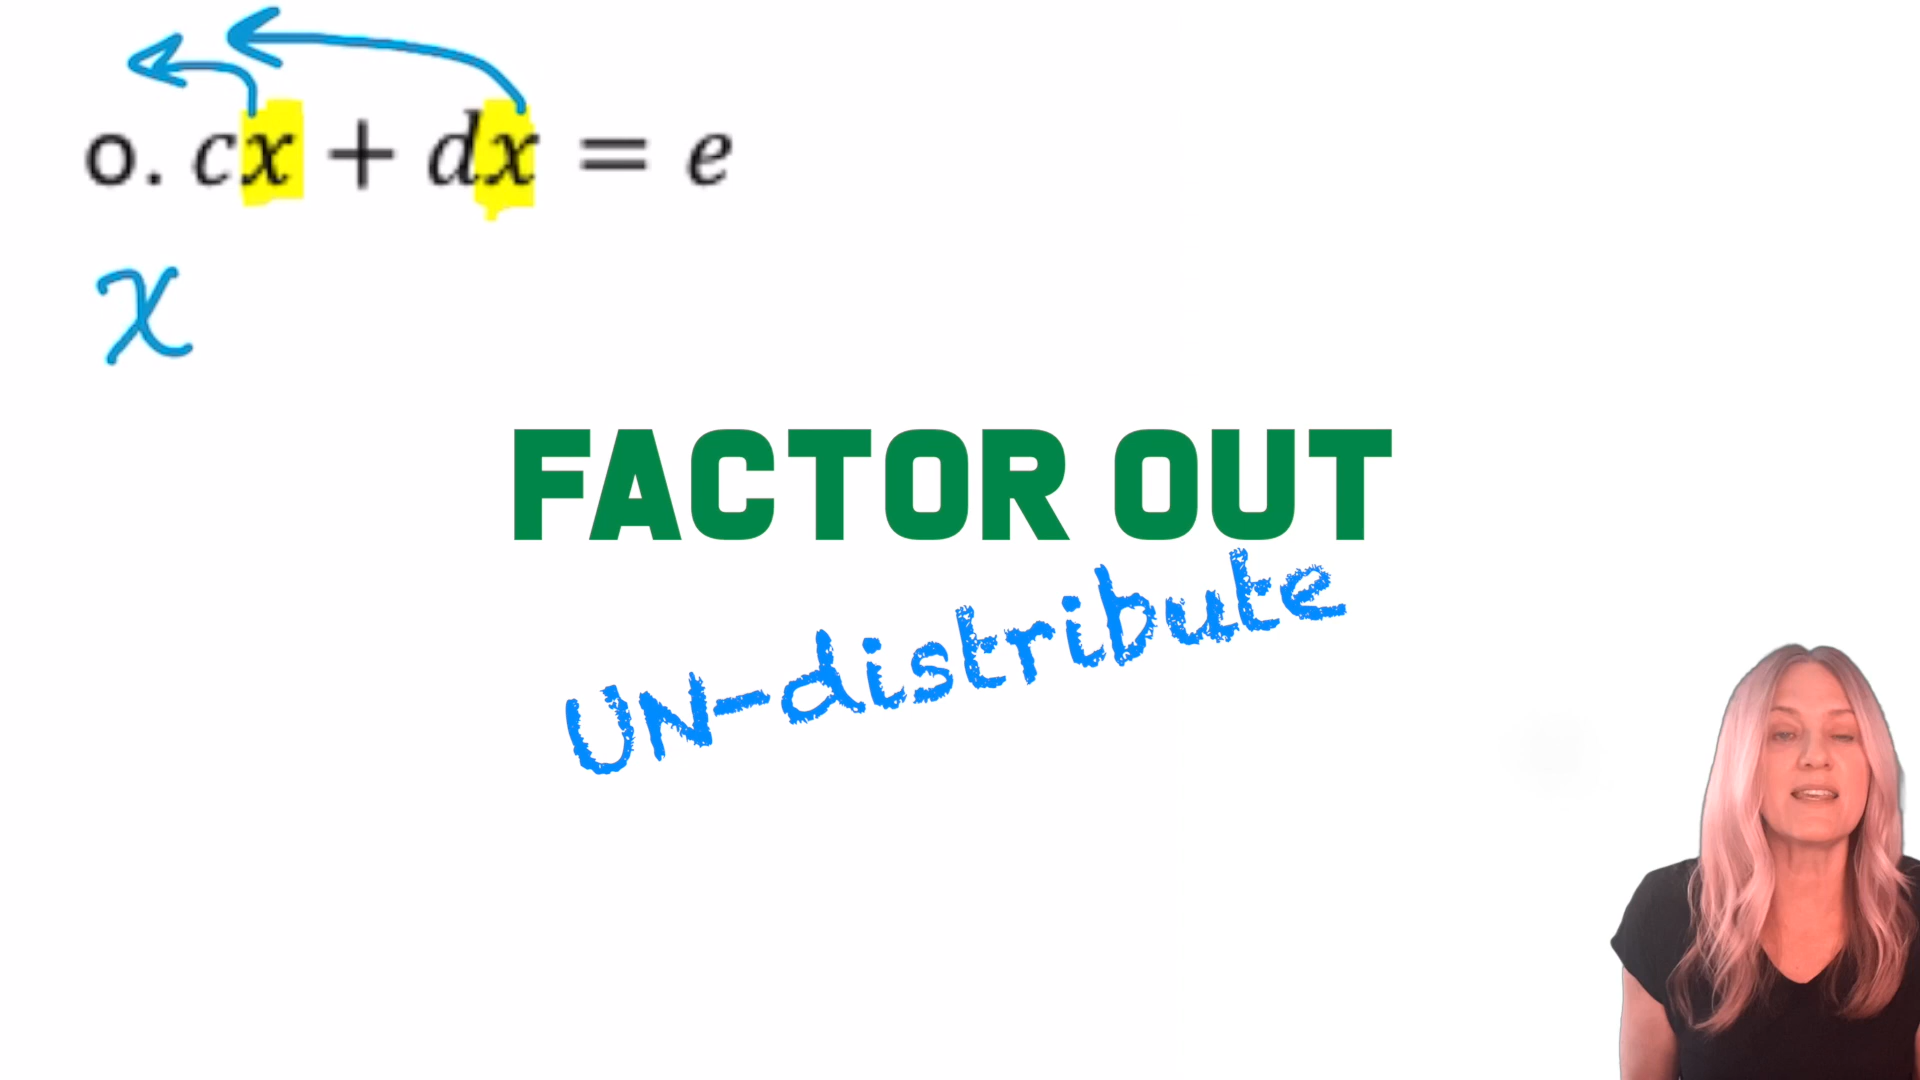 o. cx + dx = e
x
FACTOR OUT
UN-distribute